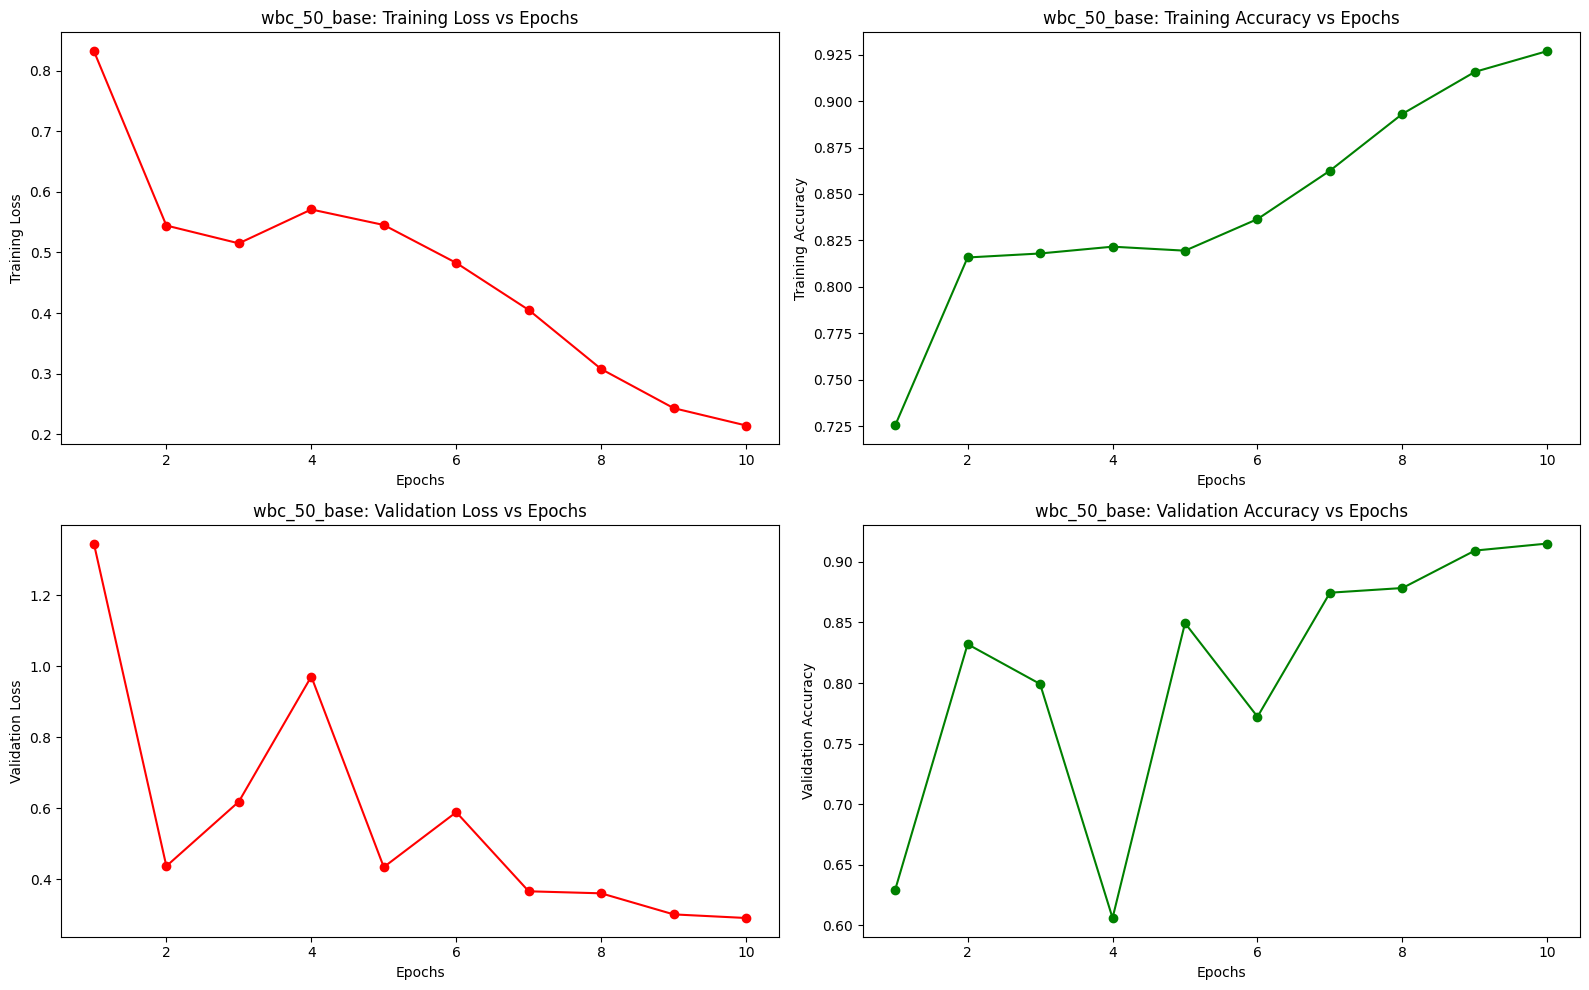 wbc_50_base: Training Loss vs Epochs
Training Loss
0.8
0.7
0.6
0.5
0.4
0.3
0.2
2 4 6 8 10
Epochs
wbc_50_base: Training Accuracy vs Epochs
Training Accuracy
0.925
0.900
0.875
0.850
0.825
0.800
0.775
0.750
0.725
2 4 6 8 10
Epochs
wbc_50_base: Validation Loss vs Epochs
Validation Loss
1.2
1.0
0.8
0.6
0.4
2 4 6 8 10
Epochs
wbc_50_base: Validation Accuracy vs Epochs
Validation Accuracy
0.90
0.85
0.80
0.75
0.70
0.65
0.60
2 4 6 8 10
Epochs